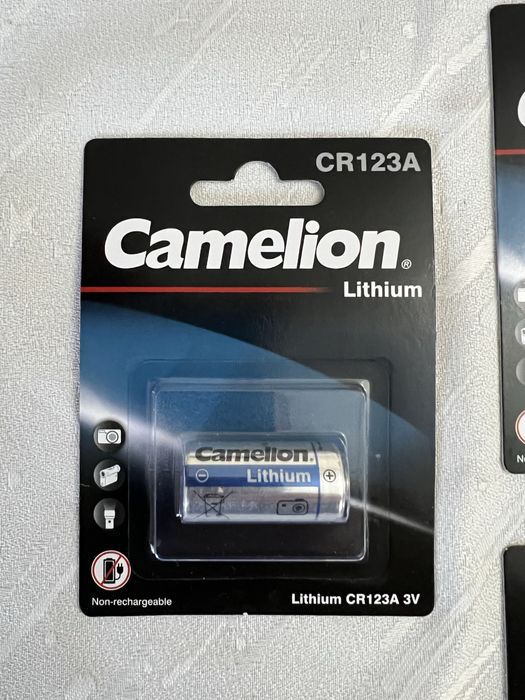 CR123A
Camelion®
Lithium
Camelion®
Lithium
Non-rechargeable
Lithium CR123A 3V